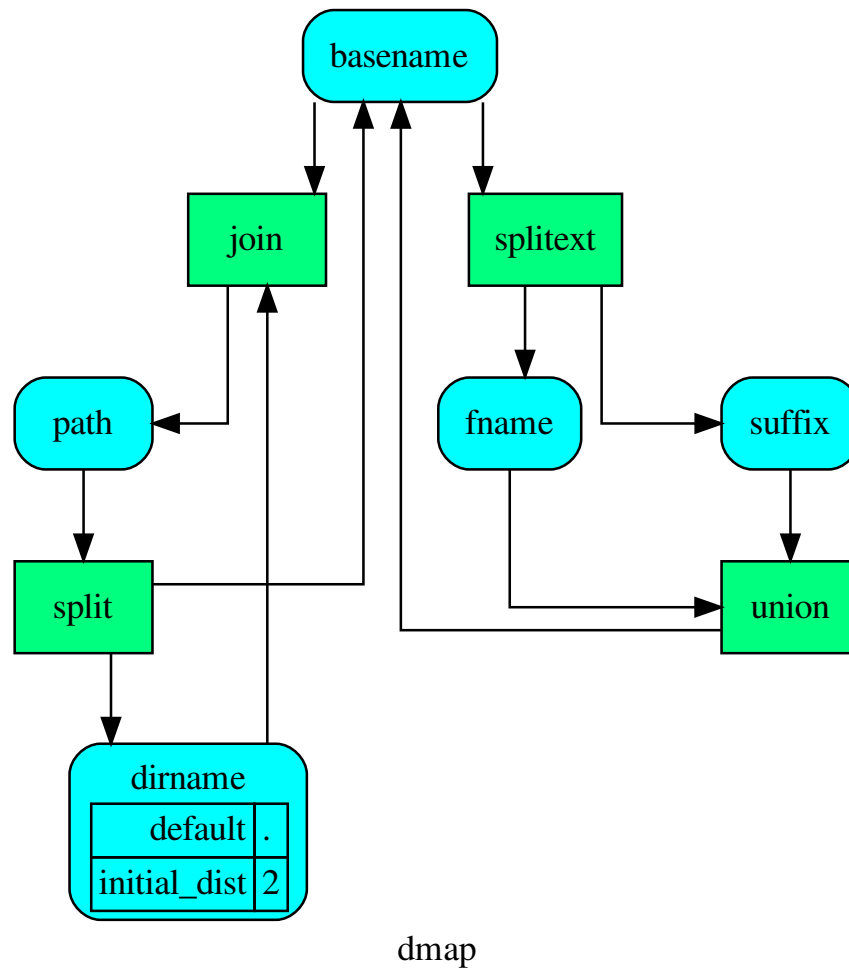 basename
join
splitext
path
fname
suffix
split
union
dirname
default .
initial_dist 2
dmap